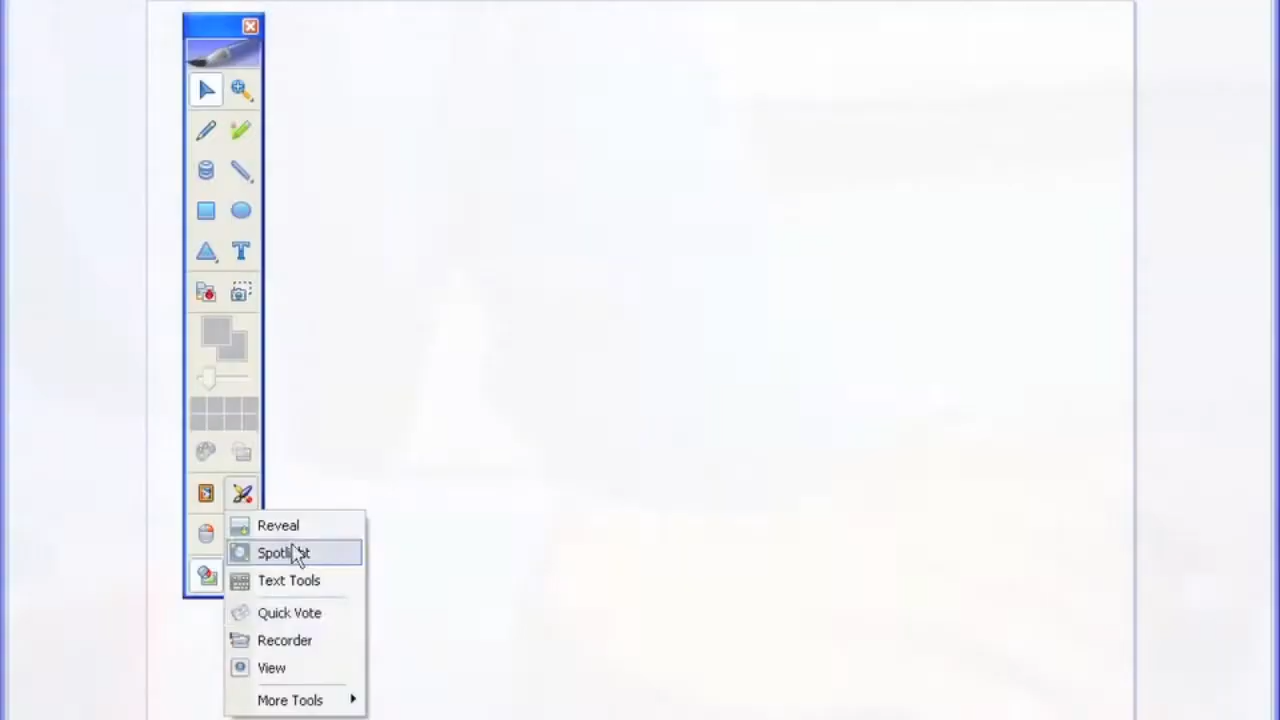 Reveal
Spotlight
Text Tools
Quick Vote
Recorder
View
More Tools